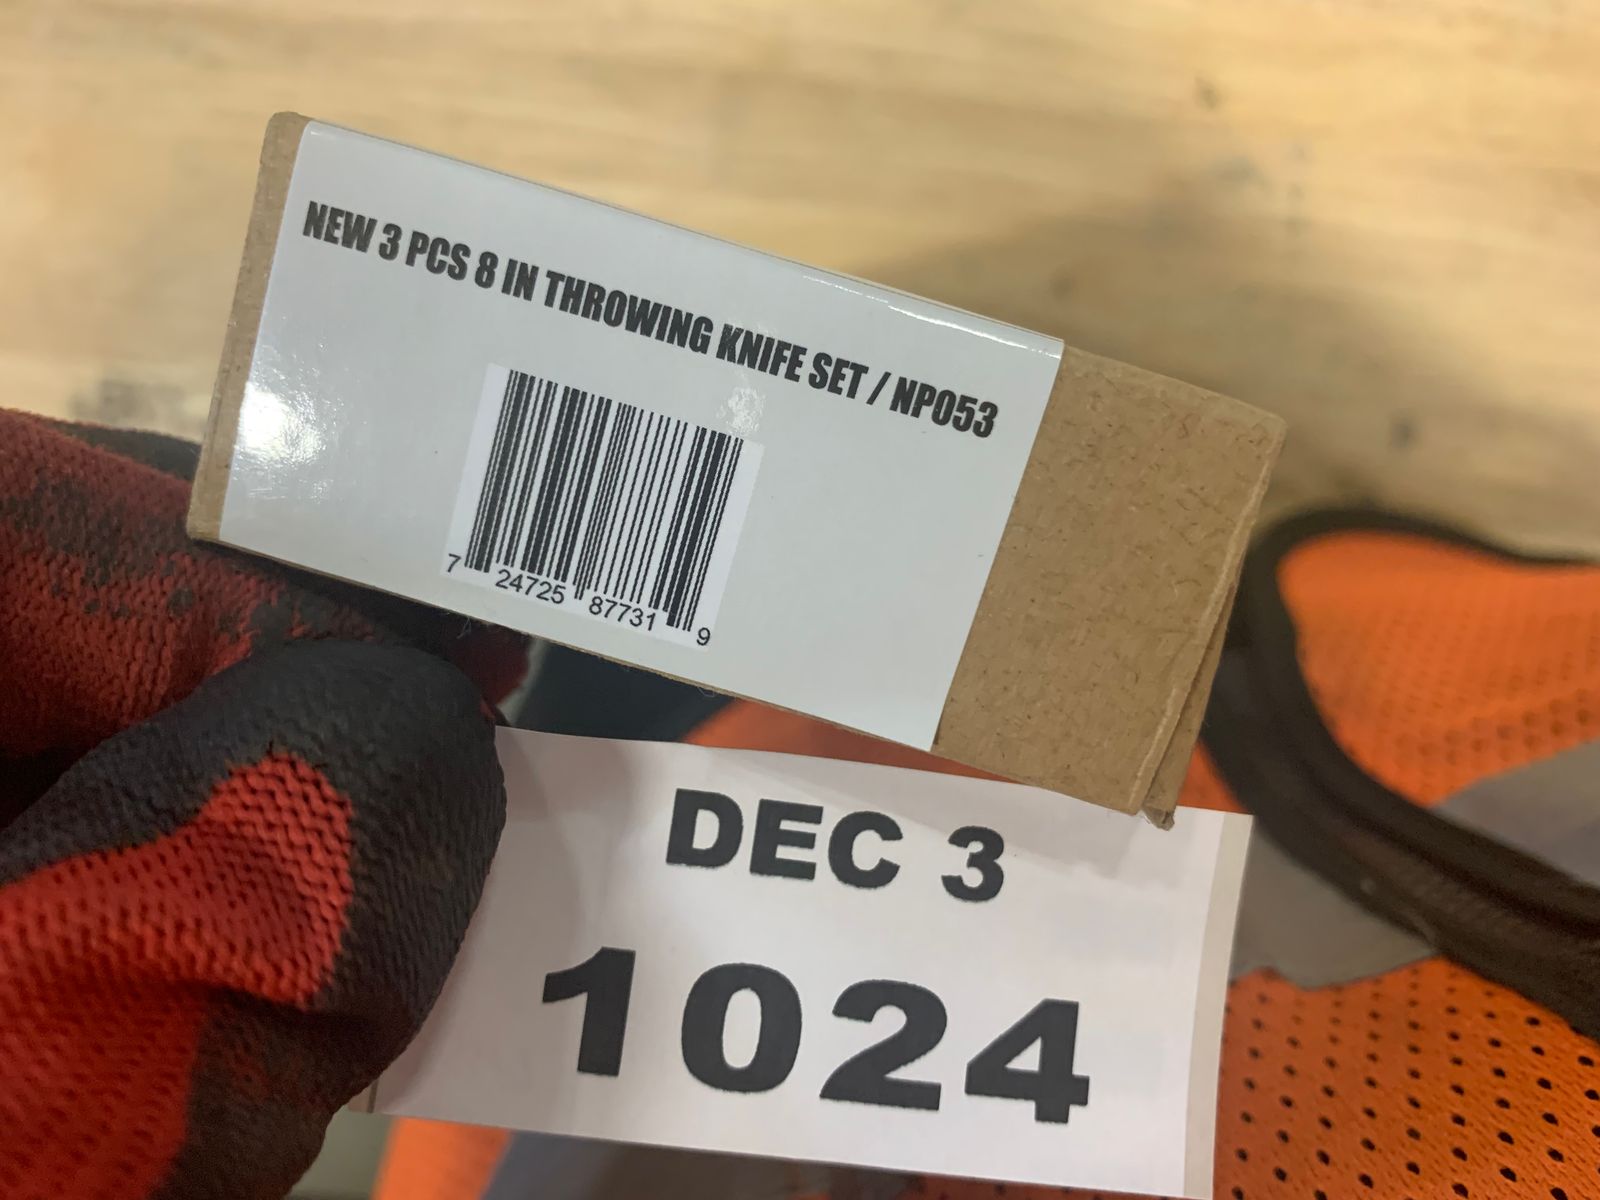 NEW 3 PCS 8 IN THROWING KNIFE SET / NP053
7 24725 87731 9
DEC 3
1024